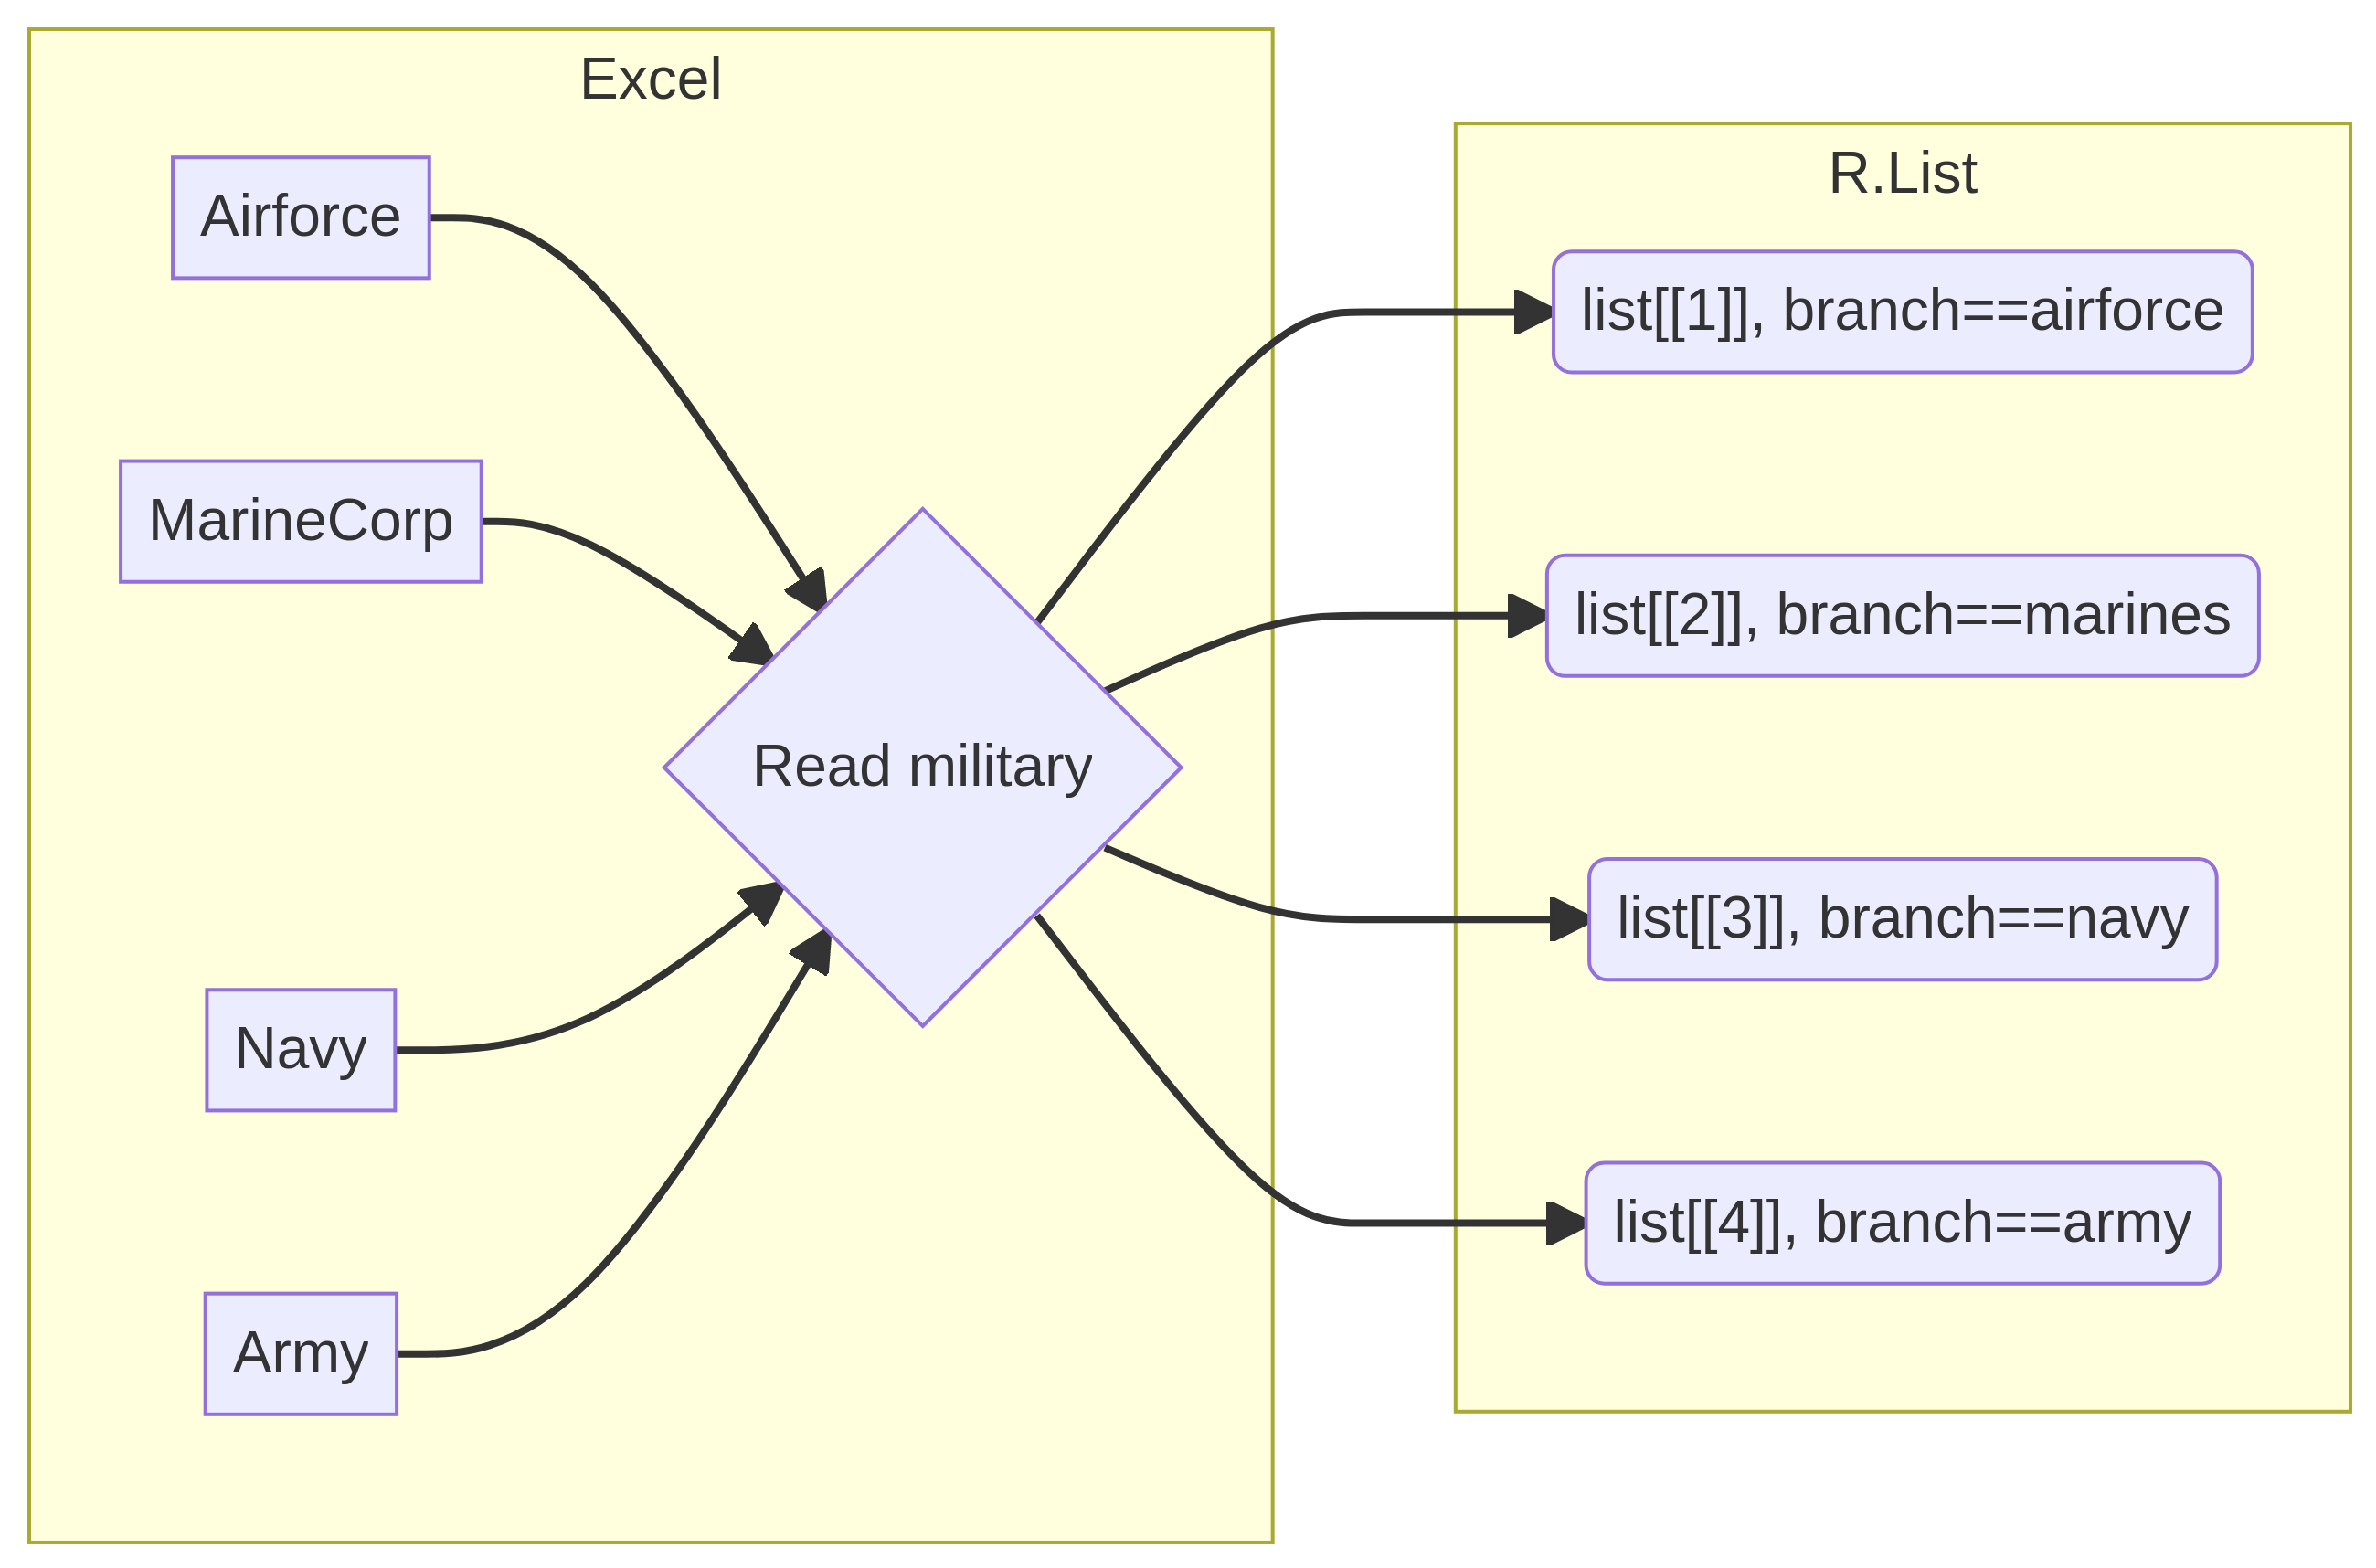 Excel
Airforce
MarineCorp
Navy
Army
Read military
R.List
list[[1]], branch==airforce
list[[2]], branch==marines
list[[3]], branch==navy
list[[4]], branch==army